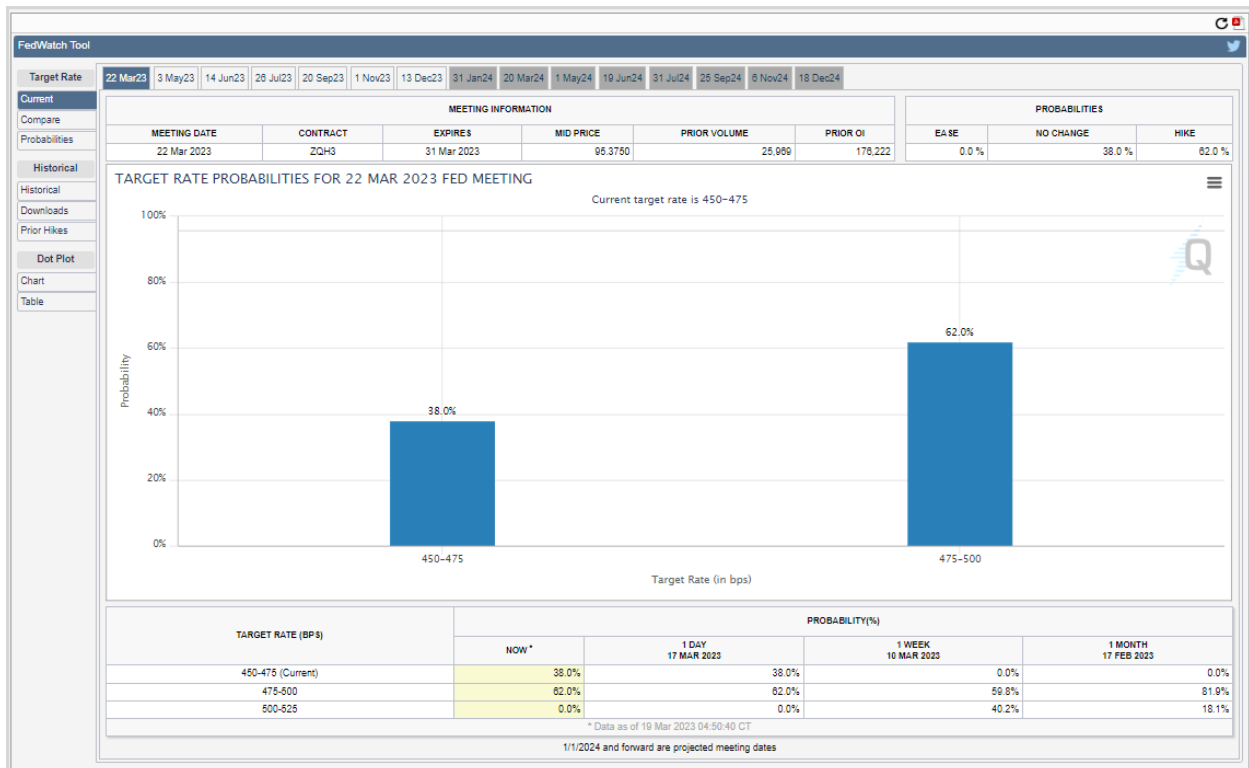 FedWatch Tool
Target Rate
Current
Compare
Probabilities
Historical
Historical
Downloads
Prior Hikes
Dot Plot
Chart
Table
22 Mar23 3 May23 14 Jun23 26 Jul23 20 Sep23 1 Nov23 13 Dec23 31 Jan24 20 Mar24 1 May24 19 Jun24 31 Jul24 25 Sep24 6 Nov24 18 Dec24
MEETING INFORMATION
MEETING DATE CONTRACT EXPIRES MID PRICE PRIOR VOLUME PRIOR OI
22 Mar 2023 ZQH3 31 Mar 2023 95.3750 25,969 176,222
PROBABILITIES
EASE NO CHANGE HIKE
0.0 % 38.0 % 62.0 %
TARGET RATE PROBABILITIES FOR 22 MAR 2023 FED MEETING
Current target rate is 450-475
Q
Probability
100%
80%
60%
40%
20%
0%
38.0%
62.0%
450-475 475-500
Target Rate (in bps)
TARGET RATE (BPS) PROBABILITY(%)
NOW * 1 DAY 1 WEEK 1 MONTH
17 MAR 2023 10 MAR 2023 17 FEB 2023
450-475 (Current) 38.0% 38.0% 0.0% 0.0%
475-500 62.0% 62.0% 59.8% 81.9%
500-525 0.0% 0.0% 40.2% 18.1%
* Data as of 19 Mar 2023 04:50:40 CT
1/1/2024 and forward are projected meeting dates